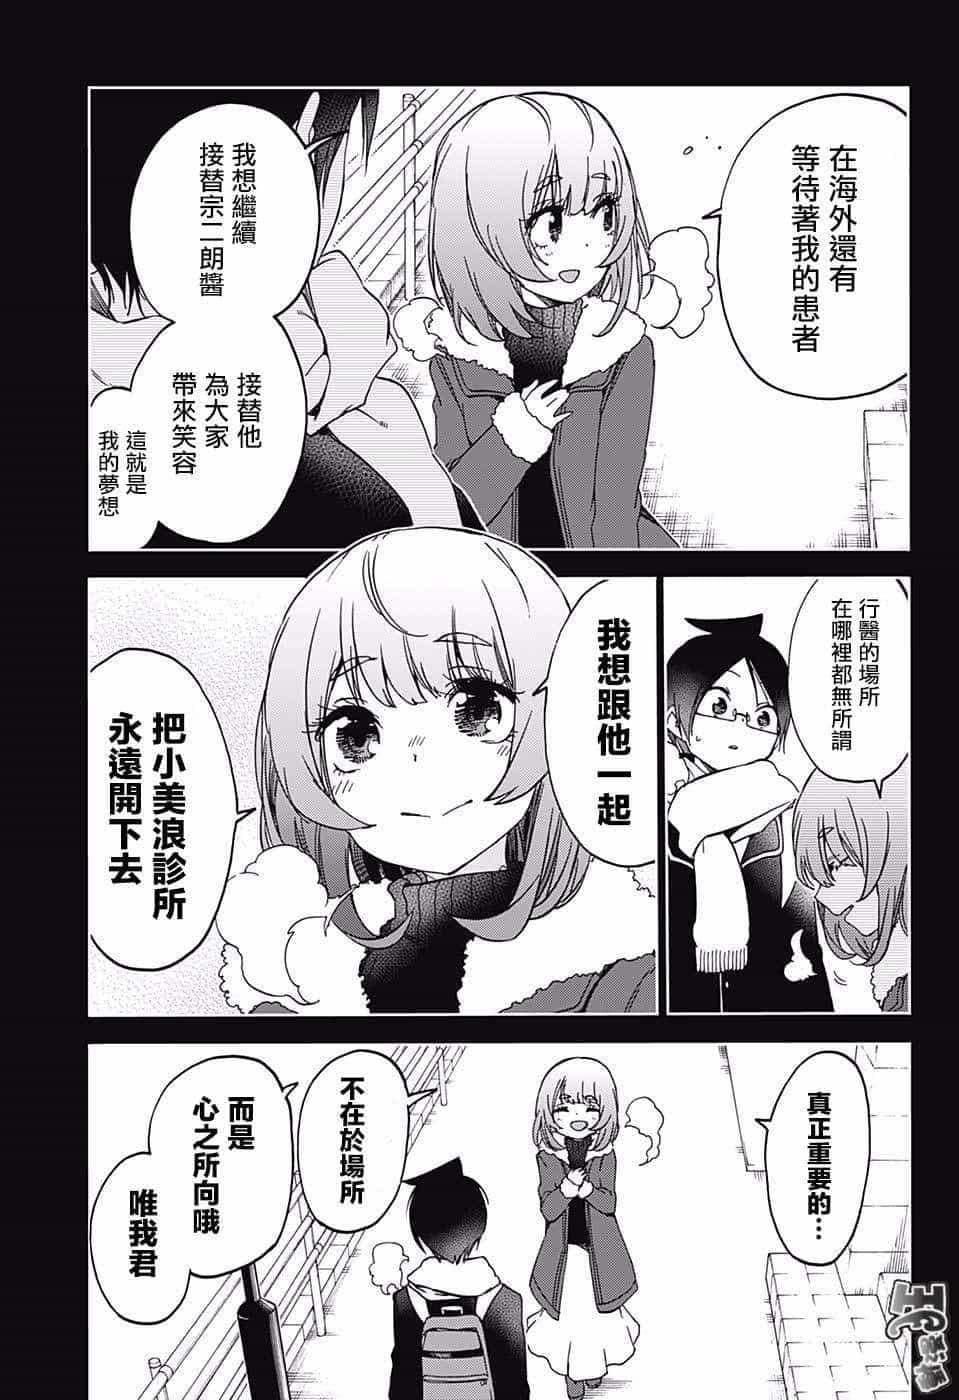 在海外還有
等待著我的患者
我想繼續
接替宗二朗醬
接替他
為大家
帶來笑容
這就是
我的夢想
行醫的場所
在哪裡都無所謂
我想跟他一起
把小美浪診所
永遠開下去
真正重要的…
不在於場所
而是
心之所向哦
唯我君